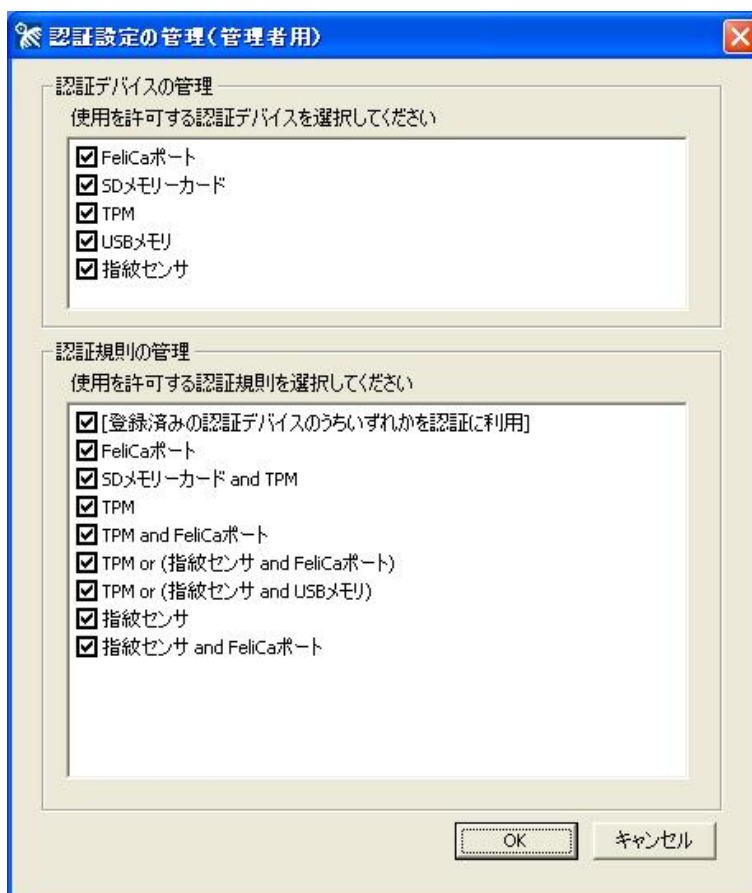 認証設定の管理(管理者用)
認証デバイスの管理
使用を許可する認証デバイスを選択してください
FeliCaポート
SDメモリーカード
TPM
USBメモリ
指紋センサ
認証規則の管理
使用を許可する認証規則を選択してください
[登録済みの認証デバイスのうちいずれかを認証に利用]
FeliCaポート
SDメモリーカード and TPM
TPM
TPM and FeliCaポート
TPM or (指紋センサ and FeliCaポート)
TPM or (指紋センサ and USBメモリ)
指紋センサ
指紋センサ and FeliCaポート
OK
キャンセル